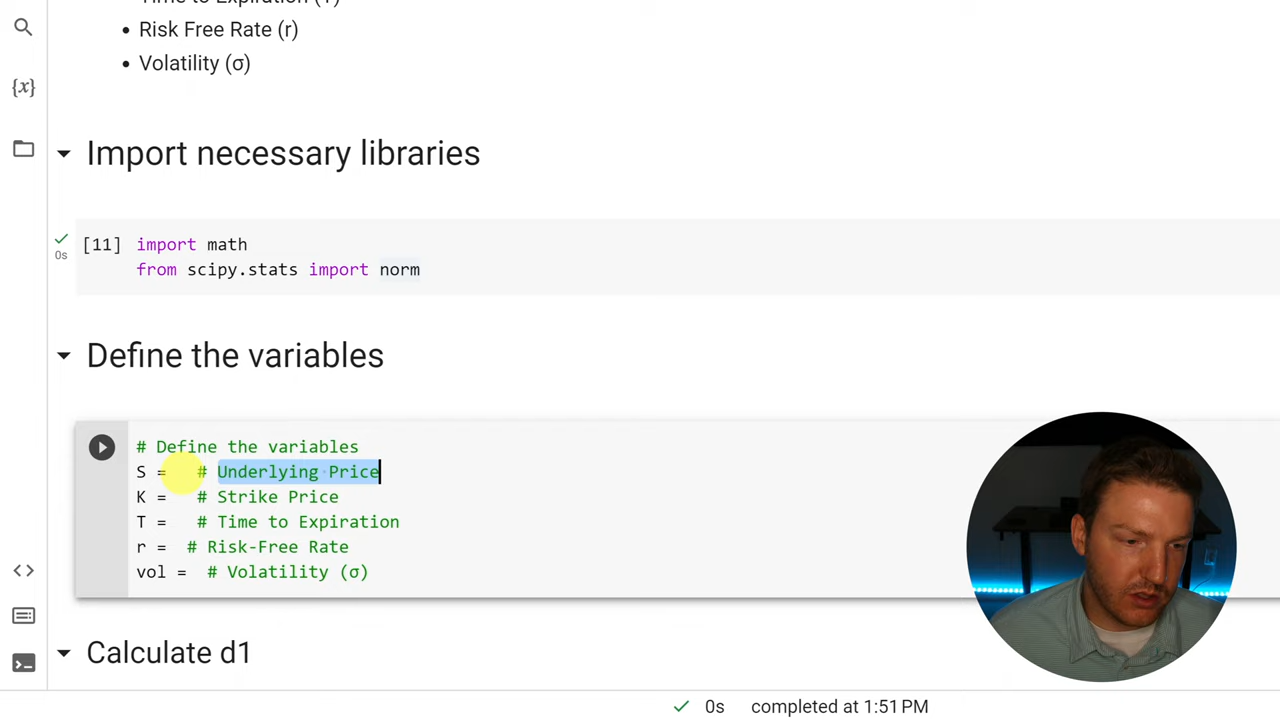 • Risk Free Rate (r)
• Volatility (σ)
{x}
Import necessary libraries
[11] import math
0s
from scipy.stats import norm
Define the variables
# Define the variables
S = # Underlying Price
K = # Strike Price
T = # Time to Expiration
r = # Risk-Free Rate
vol = # Volatility (σ)
Calculate d1
0s completed at 1:51 PM